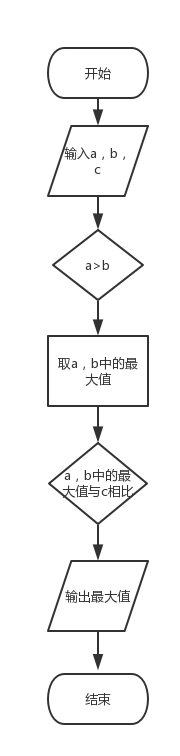 开始
输入a，b，
c
a>b
取a，b中的最
大值
a，b中的最
大值与c相比
输出最大值
结束